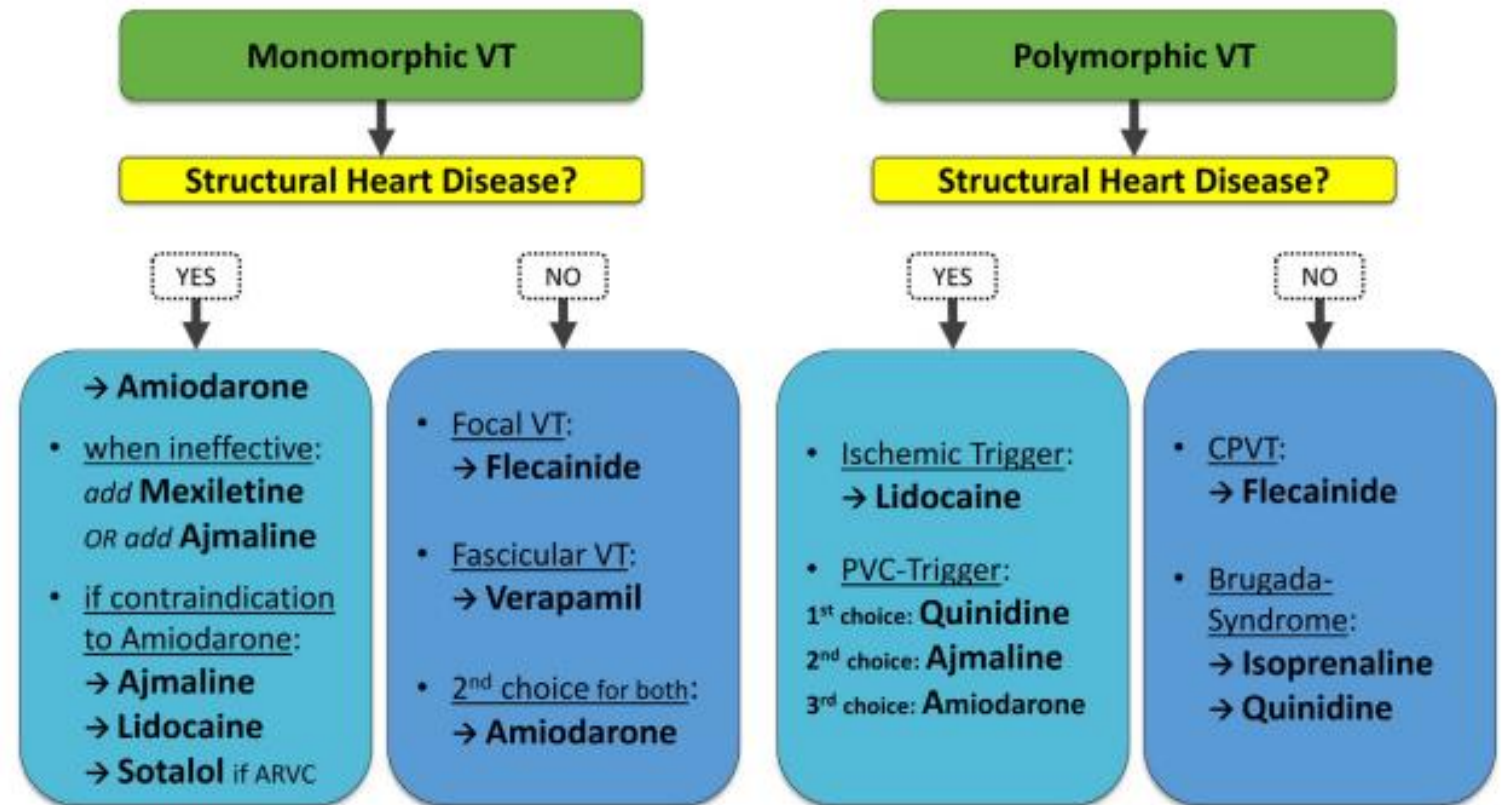 Monomorphic VT
Structural Heart Disease?
YES
→ Amiodarone
• when ineffective:
add Mexiletine
OR add Ajmaline
• if contraindication
to Amiodarone:
→ Ajmaline
→ Lidocaine
→ Sotalol if ARVC
NO
• Focal VT:
→ Flecainide
• Fascicular VT:
→ Verapamil
• 2nd choice for both:
→ Amiodarone
Polymorphic VT
Structural Heart Disease?
YES
• Ischemic Trigger:
→ Lidocaine
• PVC-Trigger:
1st choice: Quinidine
2nd choice: Ajmaline
3rd choice: Amiodarone
NO
• CPVT:
→ Flecainide
• Brugada-
Syndrome:
→ Isoprenaline
→ Quinidine